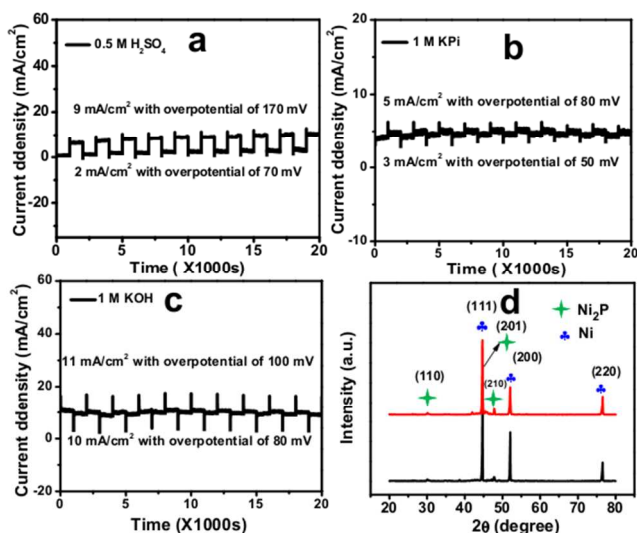 a
0.5 M H₂SO₄
9 mA/cm² with overpotential of 170 mV
2 mA/cm² with overpotential of 70 mV
Current ddensity (mA/cm²)
60
40
20
0
-20
0 5 10 15 20
Time ( X1000s)
b
1 M KPi
5 mA/cm² with overpotential of 80 mV
3 mA/cm² with overpotential of 50 mV
Current ddensity (mA/cm²)
20
10
0
-10
0 5 10 15 20
Time ( X1000s)
c
1 M KOH
11 mA/cm² with overpotential of 100 mV
10 mA/cm² with overpotential of 80 mV
Current ddensity (mA/cm²)
60
40
20
0
-20
0 5 10 15 20
Time (X1000s)
d
Ni₂P
Ni
(111)
(201)
(200)
(110)
(210)
(220)
Intensity (a.u.)
20 30 40 50 60 70 80
2θ (degree)